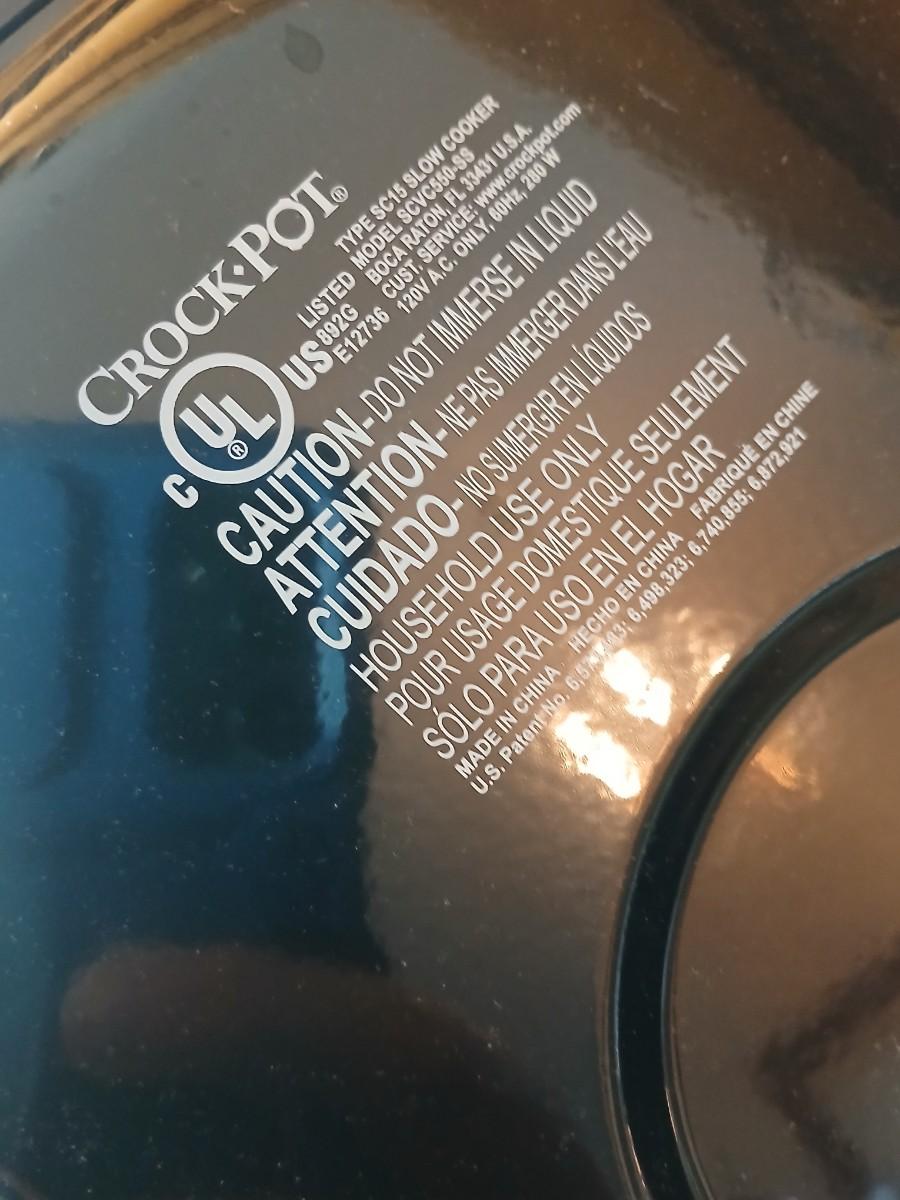 CROCK•POT®
C UL® US
LISTED
892G
E12736
TYPE SC15 SLOW COOKER
MODEL SCVC550-SS
BOCA RATON, FL 33431 U.S.A.
CUST. SERVICE: www.crockpot.com
120V A.C. ONLY, 60Hz, 280 W
CAUTION- DO NOT IMMERSE IN LIQUID
ATTENTION- NE PAS IMMERGER DANS L'EAU
CUIDADO- NO SUMERGIR EN LÍQUIDOS
HOUSEHOLD USE ONLY
POUR USAGE DOMESTIQUE SEULEMENT
SÓLO PARA USO EN EL HOGAR
MADE IN CHINA HECHO EN CHINA FABRIQUÉ EN CHINE
U.S. Patent No. 6,498,323; 6,740,855; 6,872,921